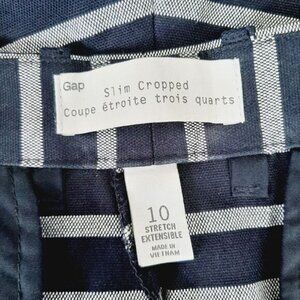 Gap
Slim Cropped
Coupe étroite trois quarts
10
STRETCH
EXTENSIBLE
MADE IN
VIETNAM